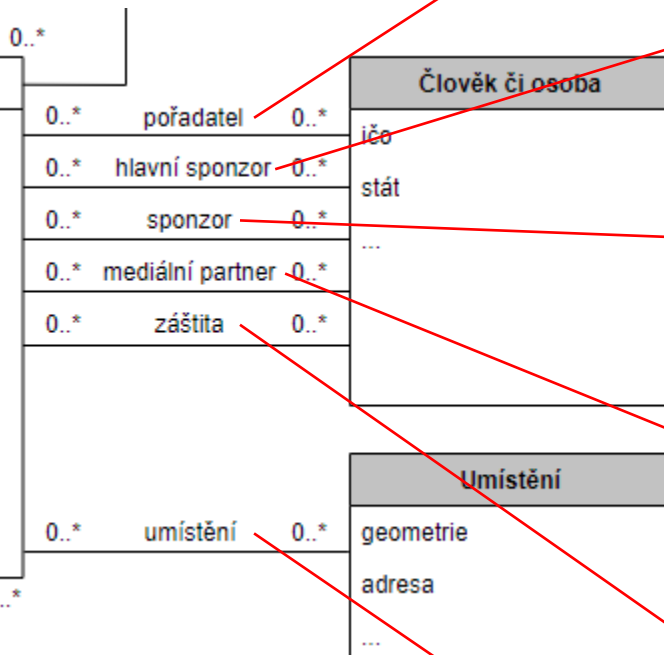 0..*
Člověk či osoba
0..* pořadatel 0..*
ičo
0..* hlavní sponzor 0..*
stát
0..* sponzor 0..*
...
0..* mediální partner 0..*
0..* záštita 0..*
Umístění
0..* umístění 0..*
geometrie
adresa
..*
...